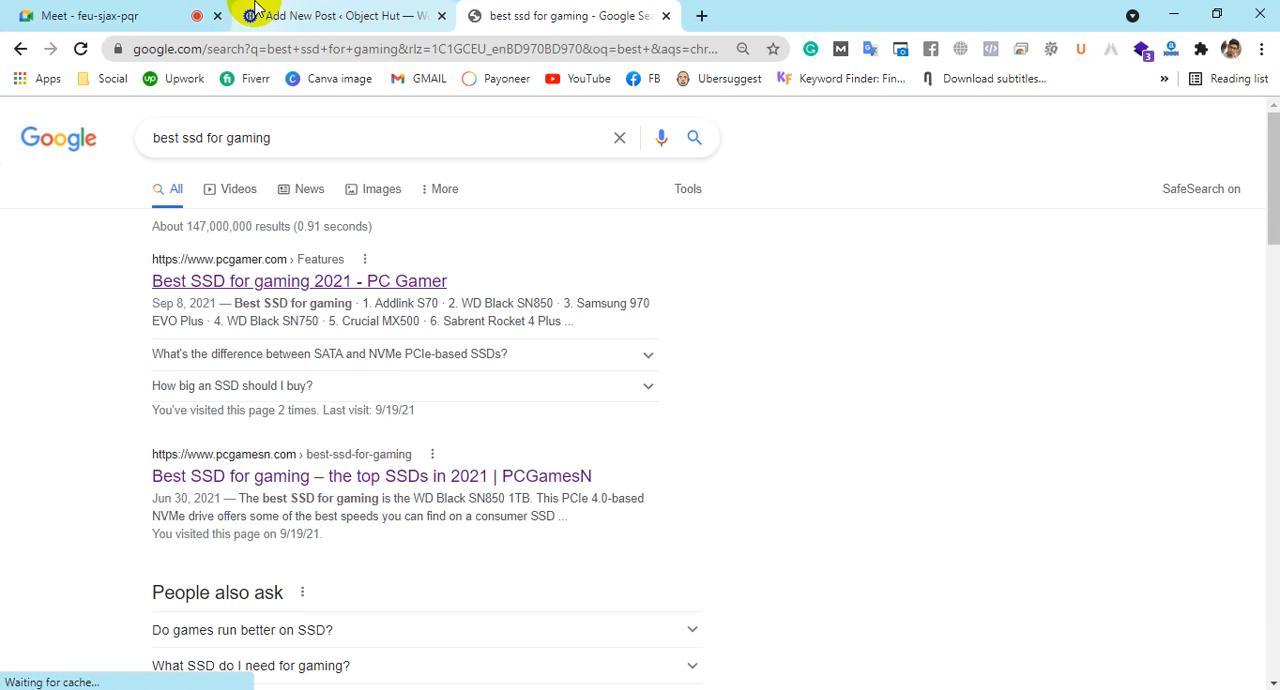 Meet - feu-sjax-pqr
Add New Post ‹ Object Hut — W
best ssd for gaming - Google Se
google.com/search?q=best+ssd+for+gaming&rlz=1C1GCEU_enBD970BD970&oq=best+&aqs=chr...
3
Apps
Social
Upwork
Fiverr
Canva image
GMAIL
Payoneer
YouTube
FB
Ubersuggest
Keyword Finder: Fin...
Download subtitles...
»
Reading list
Google
best ssd for gaming
All
Videos
News
Images
More
Tools
SafeSearch on
About 147,000,000 results (0.91 seconds)
https://www.pcgamer.com › Features
Best SSD for gaming 2021 - PC Gamer
Sep 8, 2021 — Best SSD for gaming · 1. Addlink S70 · 2. WD Black SN850 · 3. Samsung 970
EVO Plus · 4. WD Black SN750 · 5. Crucial MX500 · 6. Sabrent Rocket 4 Plus ...
What's the difference between SATA and NVMe PCIe-based SSDs?
How big an SSD should I buy?
You've visited this page 2 times. Last visit: 9/19/21
https://www.pcgamesn.com › best-ssd-for-gaming
Best SSD for gaming – the top SSDs in 2021 | PCGamesN
Jun 30, 2021 — The best SSD for gaming is the WD Black SN850 1TB. This PCIe 4.0-based
NVMe drive offers some of the best speeds you can find on a consumer SSD ...
You visited this page on 9/19/21.
People also ask
Do games run better on SSD?
What SSD do I need for gaming?
Waiting for cache...